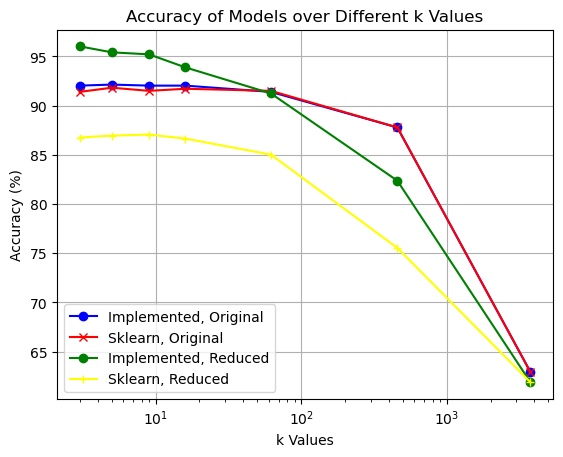 Accuracy of Models over Different k Values
Accuracy (%)
95
90
85
80
75
70
65
Implemented, Original
Sklearn, Original
Implemented, Reduced
Sklearn, Reduced
10¹
10²
10³
k Values